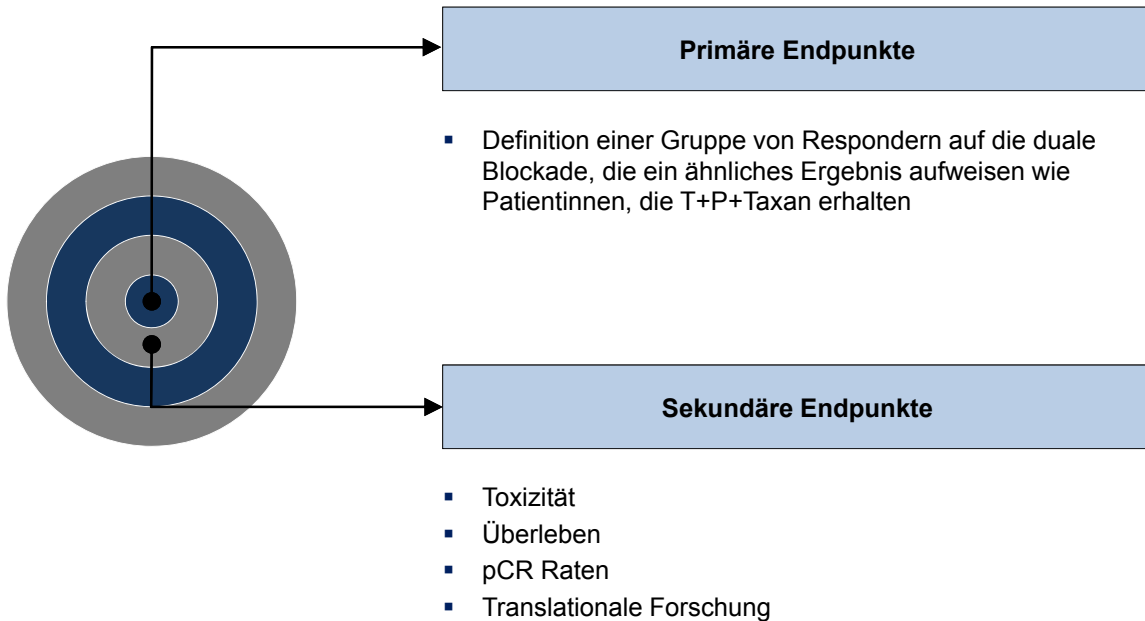 Primäre Endpunkte
▪ Definition einer Gruppe von Respondern auf die duale
Blockade, die ein ähnliches Ergebnis aufweisen wie
Patientinnen, die T+P+Taxan erhalten
Sekundäre Endpunkte
▪ Toxizität
▪ Überleben
▪ pCR Raten
▪ Translationale Forschung